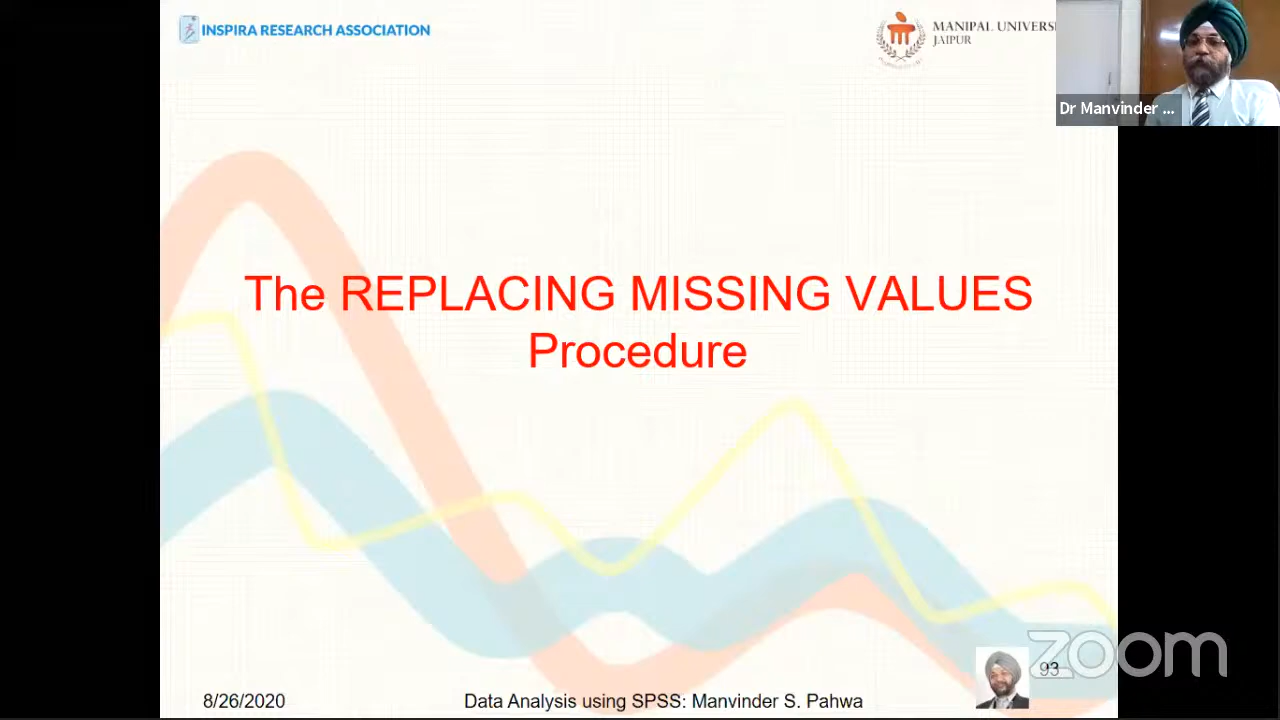 INSPIRA RESEARCH ASSOCIATION
MANIPAL UNIVERS
JAIPUR
Dr Manvinder ...
The REPLACING MISSING VALUES
Procedure
zoom
93
8/26/2020
Data Analysis using SPSS: Manvinder S. Pahwa